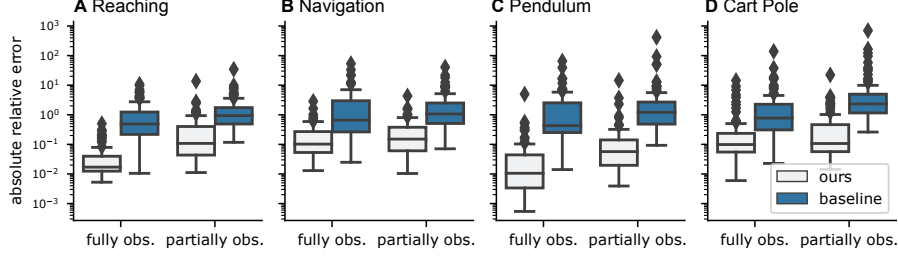 A Reaching
B Navigation
C Pendulum
D Cart Pole
absolute relative error
10³
10²
10¹
10⁰
10⁻¹
10⁻²
10⁻³
fully obs. partially obs.
fully obs. partially obs.
fully obs. partially obs.
fully obs. partially obs.
ours
baseline